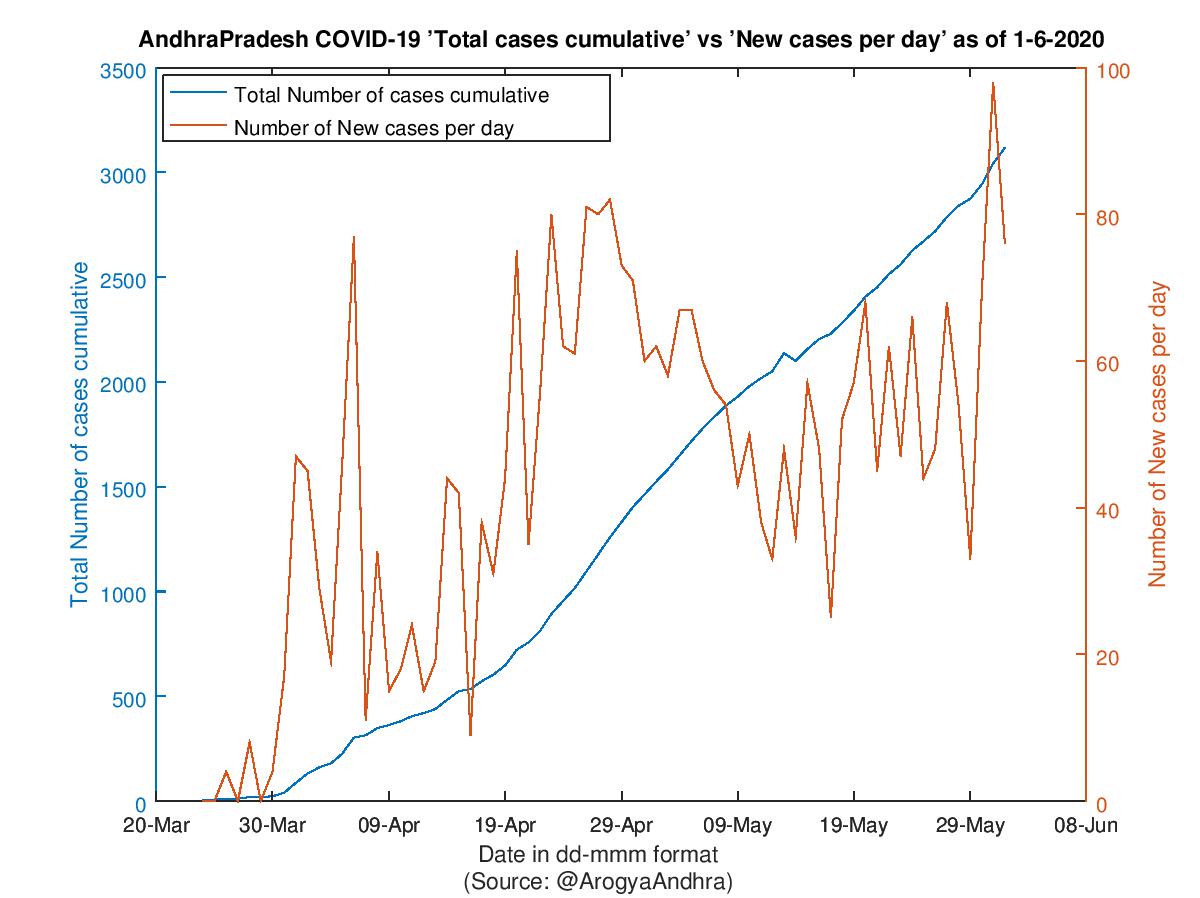 AndhraPradesh COVID-19 ’Total cases cumulative’ vs ’New cases per day’ as of 1-6-2020
Total Number of cases cumulative
Number of New cases per day
3500
3000
2500
2000
1500
1000
500
0
Total Number of cases cumulative
100
80
60
40
20
0
Number of New cases per day
20-Mar 30-Mar 09-Apr 19-Apr 29-Apr 09-May 19-May 29-May 08-Jun
Date in dd-mmm format
(Source: @ArogyaAndhra)